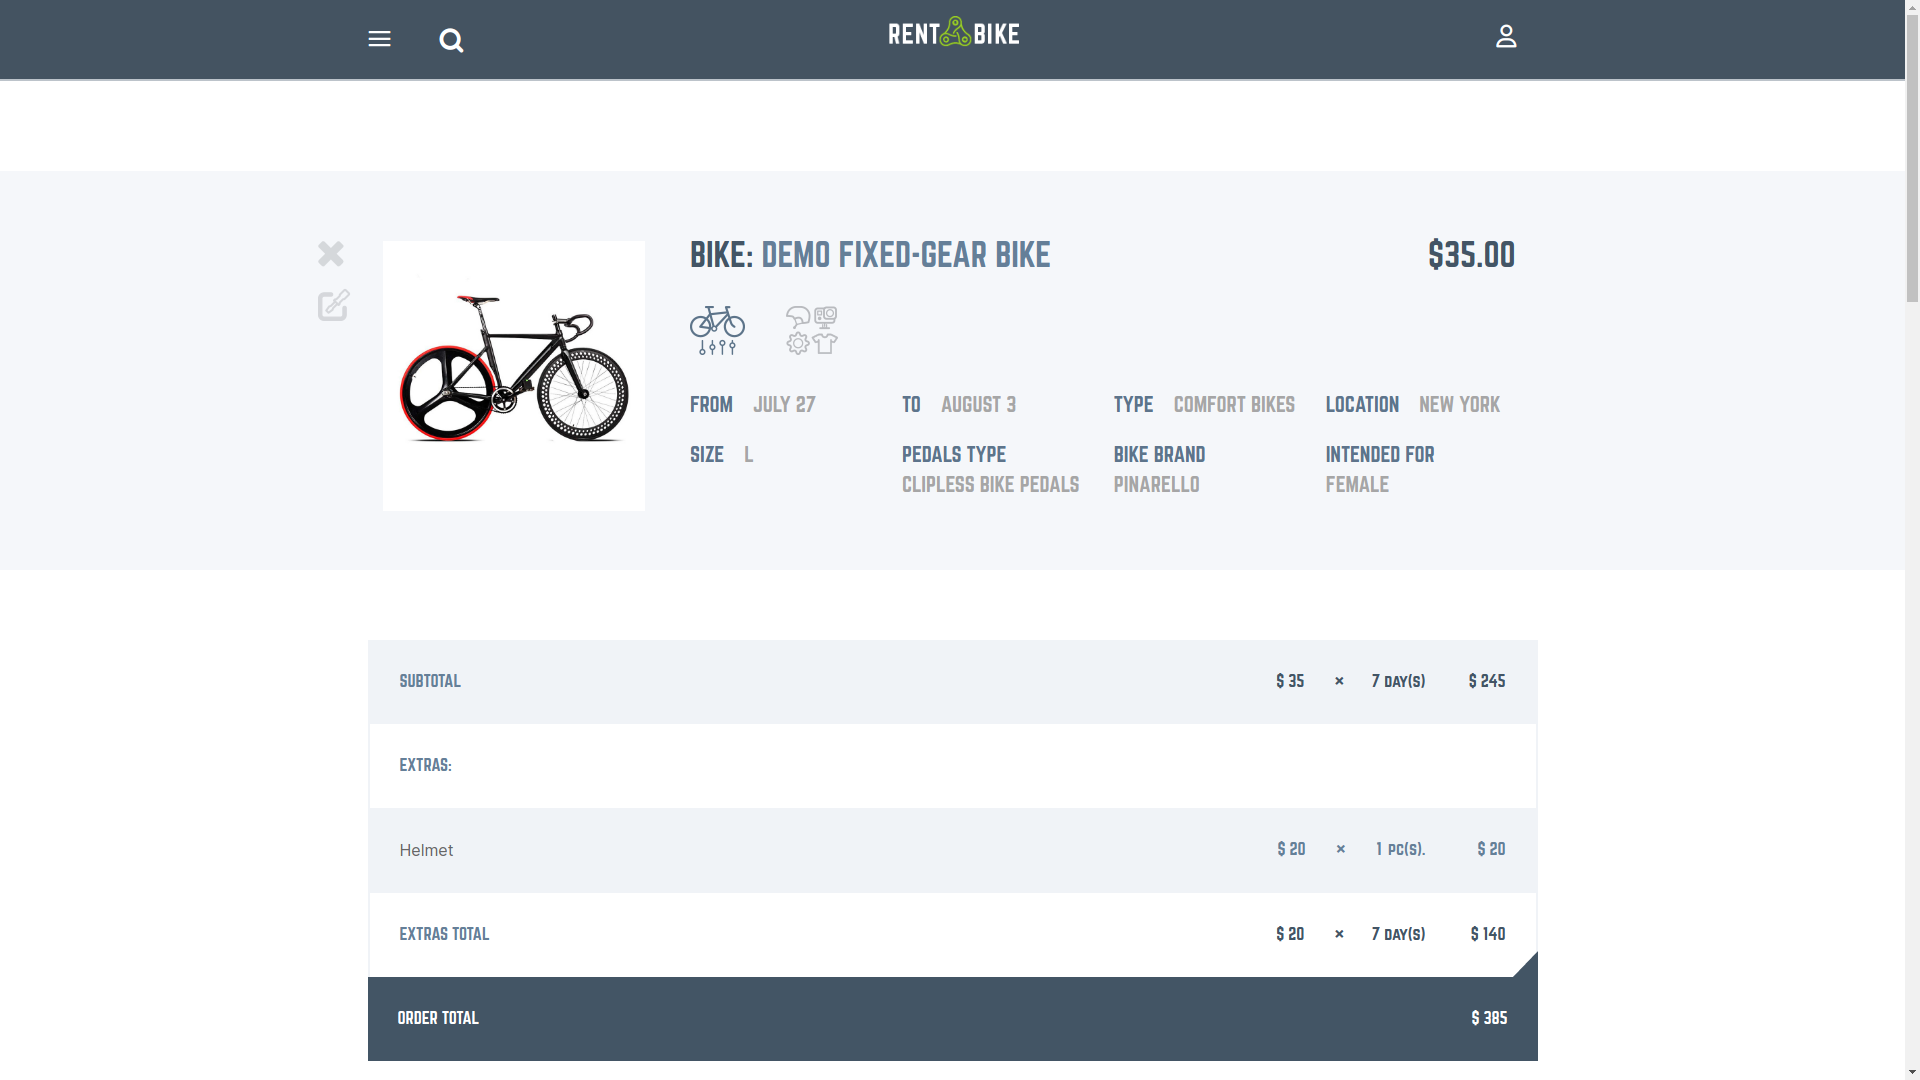 RENT BIKE
BIKE: DEMO FIXED-GEAR BIKE $35.00
FROM JULY 27 TO AUGUST 3 TYPE COMFORT BIKES LOCATION NEW YORK
SIZE L PEDALS TYPE BIKE BRAND INTENDED FOR
CLIPLESS BIKE PEDALS PINARELLO FEMALE
SUBTOTAL $ 35 × 7 DAY(S) $ 245
EXTRAS:
Helmet $ 20 × 1 PC(S). $ 20
EXTRAS TOTAL $ 20 × 7 DAY(S) $ 140
ORDER TOTAL $ 385